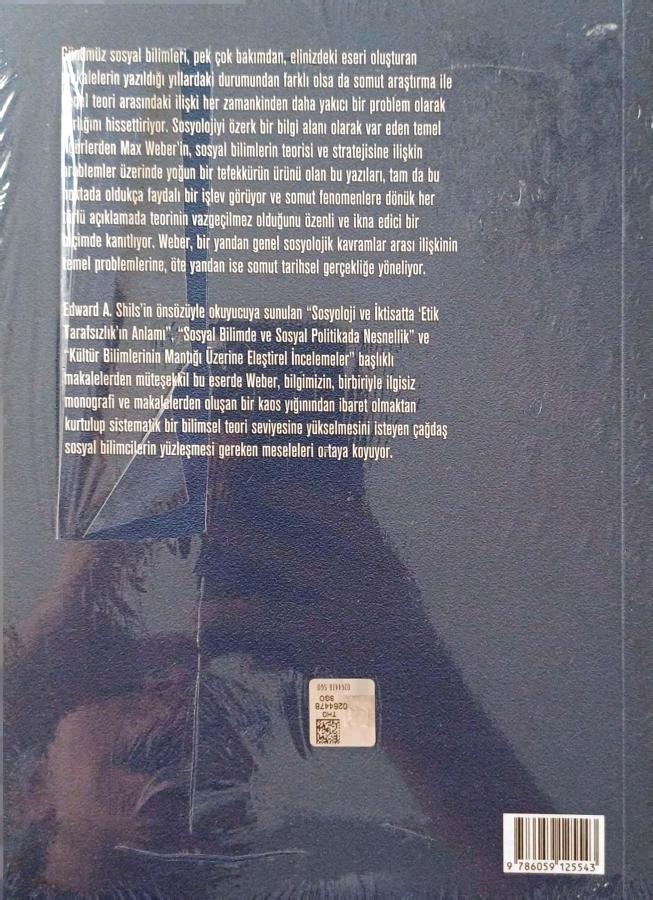 Günümüz sosyal bilimleri, pek çok bakımdan, elinizdeki eseri oluşturan
makalelerin yazıldığı yıllardaki durumundan farklı olsa da somut araştırma ile
genel teori arasındaki ilişki her zamankinden daha yakıcı bir problem olarak
varlığını hissettiriyor. Sosyolojiyi özerk bir bilgi alanı olarak var eden temel
Max Weber'in, sosyal bilimlerin teorisi ve stratejisine ilişkin
problemler üzerinde yoğun bir tefekkürün ürünü olan bu yazıları, tam da bu
noktada oldukça faydalı bir işlev görüyor ve somut fenomenlere dönük her
türlü açıklamada teorinin vazgeçilmez olduğunu özenli ve ikna edici bir
biçimde kanıtlıyor. Weber, bir yandan genel sosyolojik kavramlar arası ilişkinin
temel problemlerine, öte yandan ise somut tarihsel gerçekliğe yöneliyor.
Edward A. Shils'in önsözüyle okuyucuya sunulan "Sosyoloji ve İktisatta 'Etik
Tarafsızlık'ın Anlamı", "Sosyal Bilimde ve Sosyal Politikada Nesnellik" ve
"Kültür Bilimlerinin Mantığı Üzerine Eleştirel İncelemeler" başlıklı
makalelerden müteşekkil bu eserde Weber, bilgimizin, birbiriyle ilgisiz
monografi ve makalelerden oluşan bir kaos yığınından ibaret olmaktan
kurtulup sistematik bir bilimsel teori seviyesine yükselmesini isteyen çağdaş
sosyal bilimcilerin yüzleşmesi gereken meseleleri ortaya koyuyor.
THG
0264478
9GO
0264478 9GO
9 786059 125543